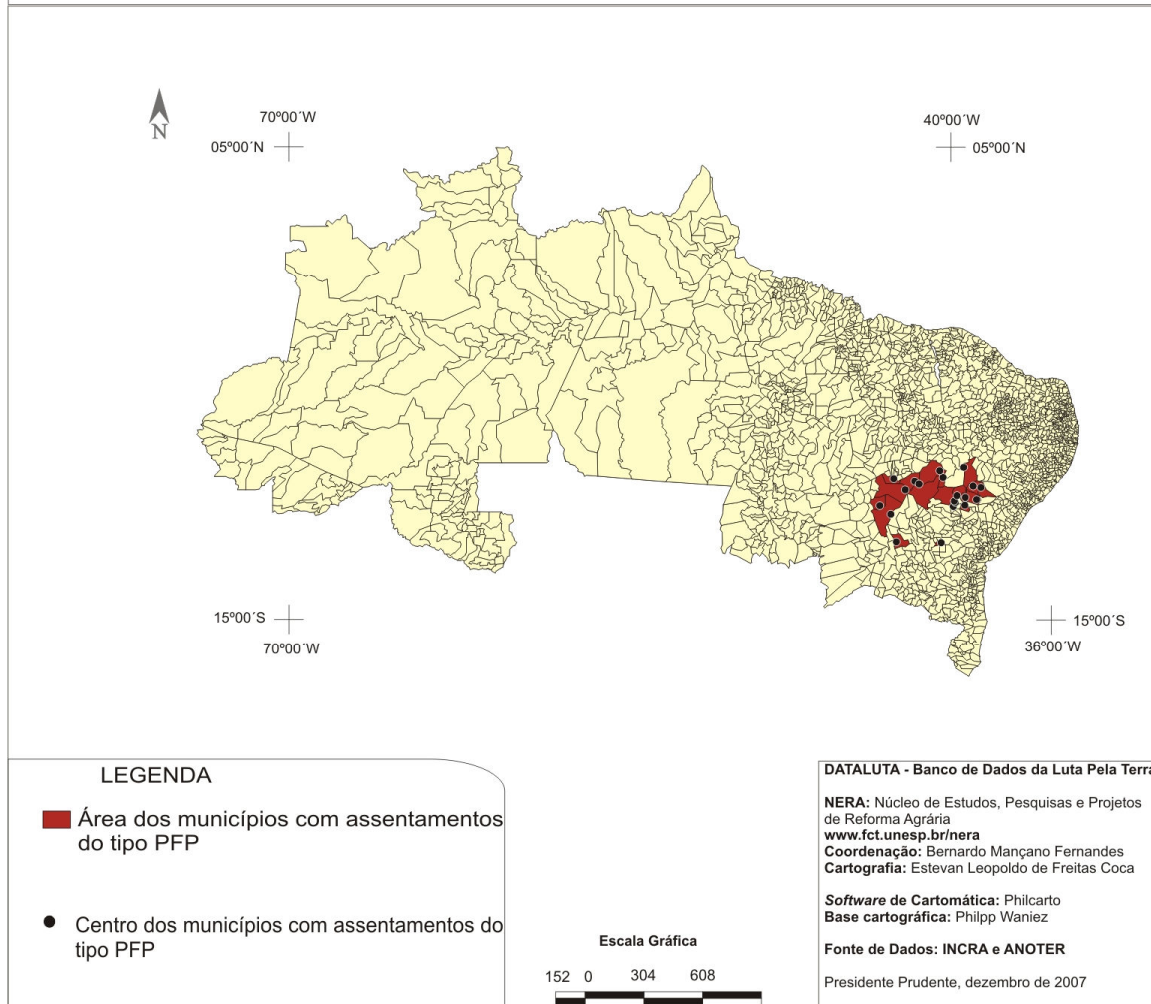 70º00´W
05º00´N
40º00´W
05º00´N
N
15º00´S
70º00´W
15º00´S
36º00´W
LEGENDA
Área dos municípios com assentamentos
do tipo PFP
Centro dos municípios com assentamentos do
tipo PFP
Escala Gráfica
152 0 304 608
DATALUTA - Banco de Dados da Luta Pela Terra
NERA: Núcleo de Estudos, Pesquisas e Projetos
de Reforma Agrária
www.fct.unesp.br/nera
Coordenação: Bernardo Mançano Fernandes
Cartografia: Estevan Leopoldo de Freitas Coca
Software de Cartomática: Philcarto
Base cartográfica: Philpp Waniez
Fonte de Dados: INCRA e ANOTER
Presidente Prudente, dezembro de 2007